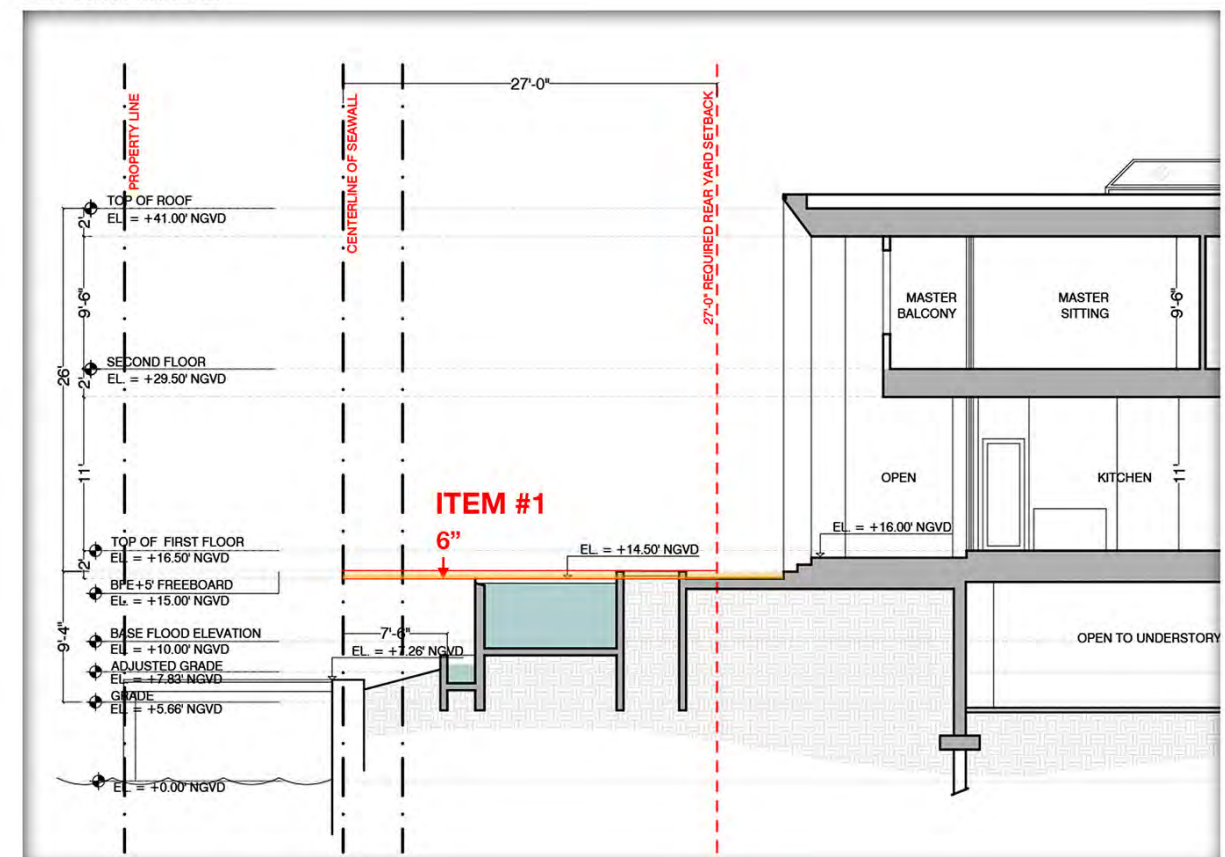 27'-0"
PROPERTY LINE
CENTERLINE OF SEAWALL
27'-0" REQUIRED REAR YARD SETBACK
TOP OF ROOF
EL. = +41.00' NGVD
2'
9'-6"
MASTER
BALCONY
MASTER
SITTING
9'-6"
SECOND FLOOR
EL. = +29.50' NGVD
2'
26'
11'
OPEN
KITCHEN
11'
ITEM #1
6”
EL. = +16.00' NGVD
TOP OF FIRST FLOOR
EL. = +16.50' NGVD
2'
EL. = +14.50' NGVD
BFE+5' FREEBOARD
EL. = +15.00' NGVD
9'-4"
BASE FLOOD ELEVATION
EL. = +10.00' NGVD
7'-6"
EL. = +7.26' NGVD
OPEN TO UNDERSTORY
ADJUSTED GRADE
EL. = +7.83' NGVD
GRADE
EL. = +5.66' NGVD
EL. = +0.00' NGVD